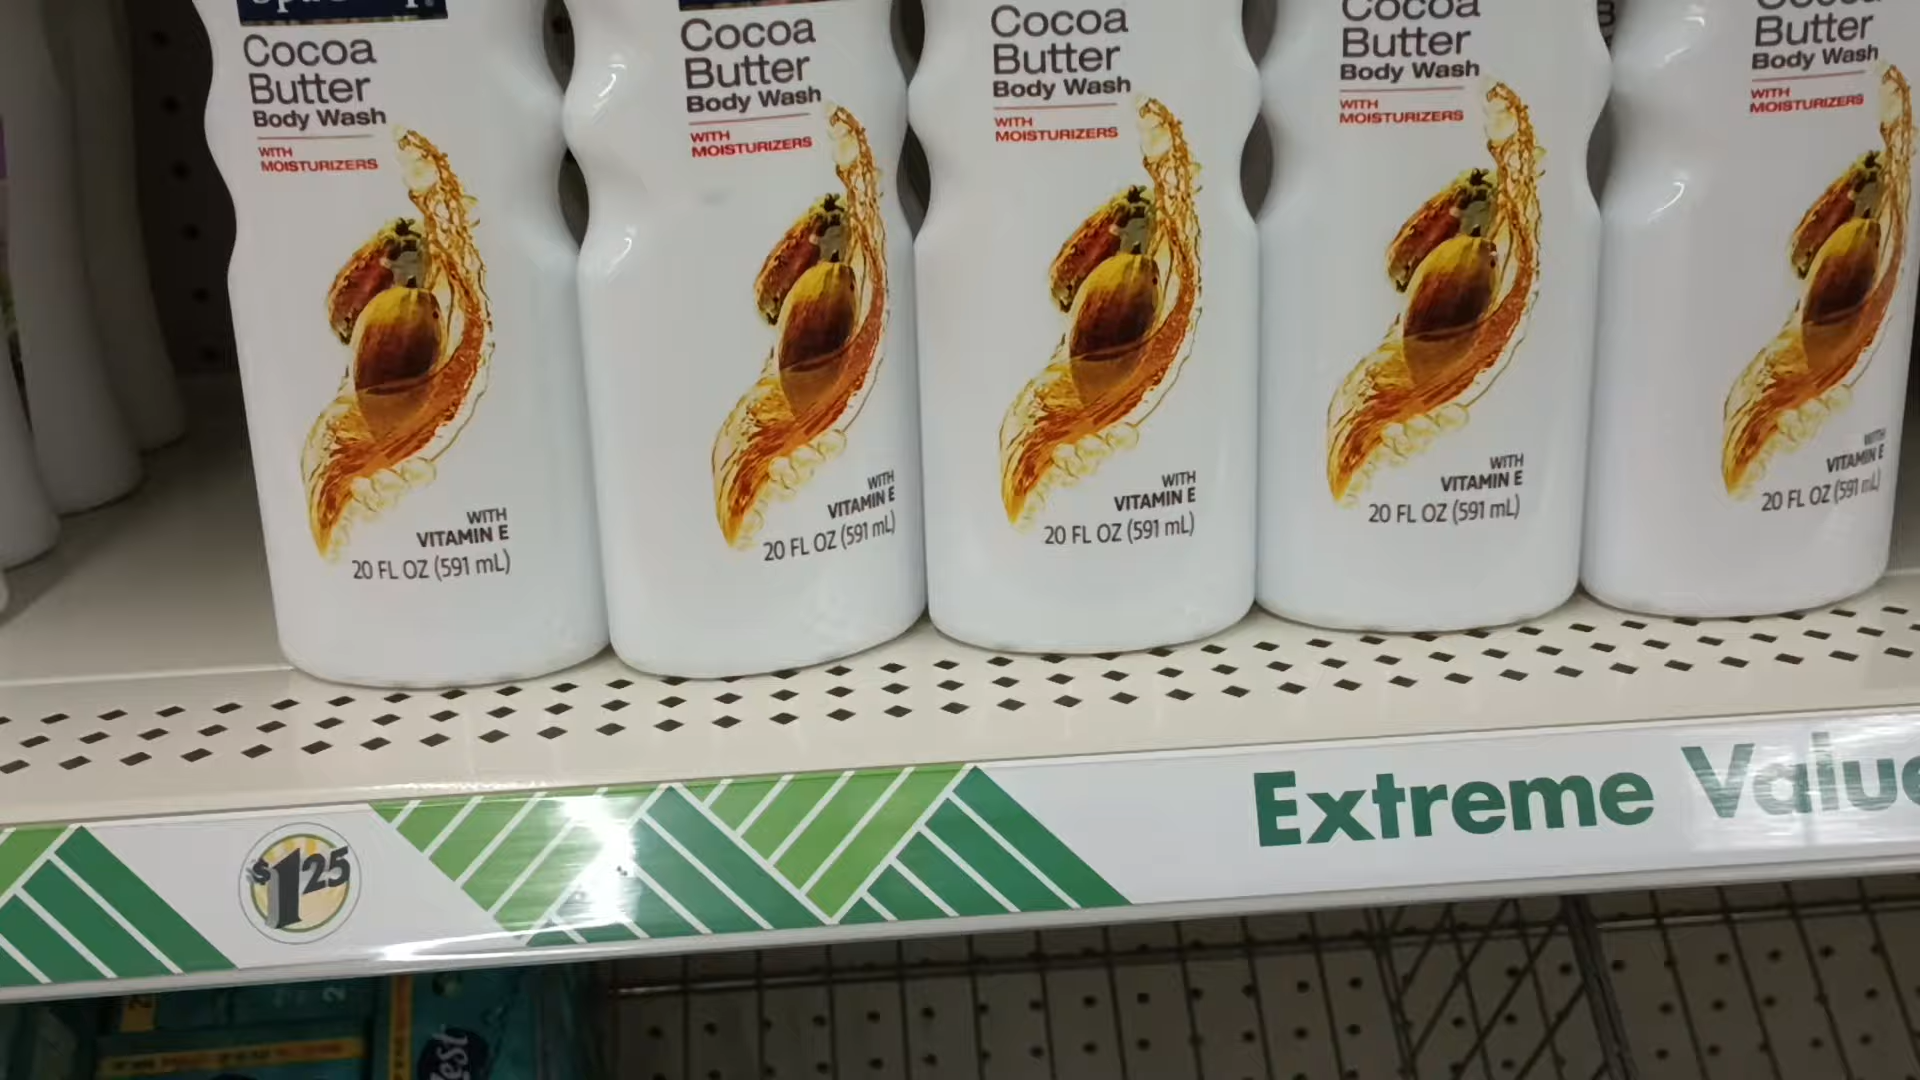 Cocoa
Butter
Body Wash
WITH
MOISTURIZERS
WITH
VITAMIN E
20 FL OZ (591 mL)
Cocoa
Butter
Body Wash
WITH
MOISTURIZERS
WITH
VITAMIN E
20 FL OZ (591 mL)
Cocoa
Butter
Body Wash
WITH
MOISTURIZERS
WITH
VITAMIN E
20 FL OZ (591 mL)
Cocoa
Butter
Body Wash
WITH
MOISTURIZERS
WITH
VITAMIN E
20 FL OZ (591 mL)
Butter
Body Wash
WITH
MOISTURIZERS
WITH
VITAMIN E
20 FL OZ (591 mL)
$1.25
Extreme Value